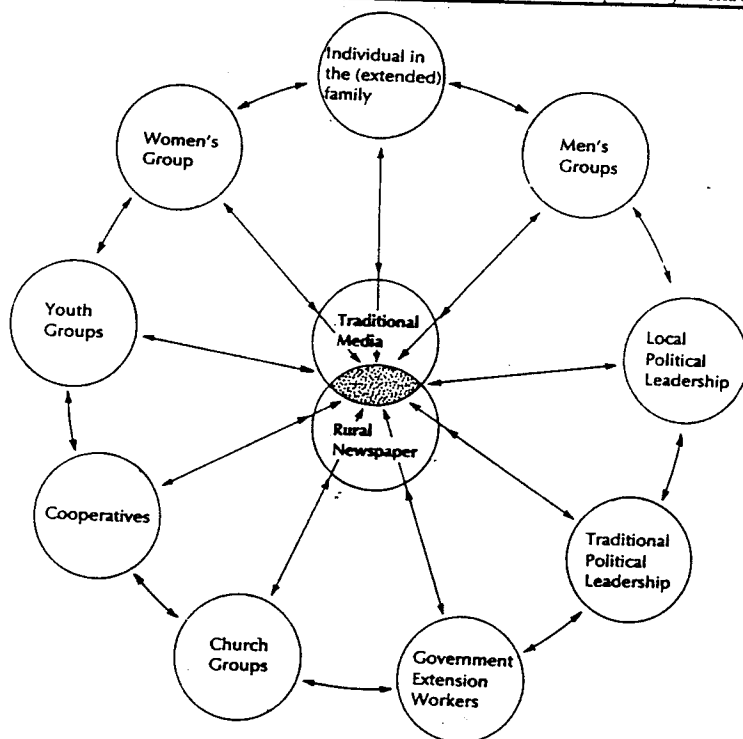 Individual in
the (extended)
family
Women's
Group
Men's
Groups
Youth
Groups
Traditional
Media
Local
Political
Leadership
Rural
Newspaper
Cooperatives
Traditional
Political
Leadership
Church
Groups
Government
Extension
Workers